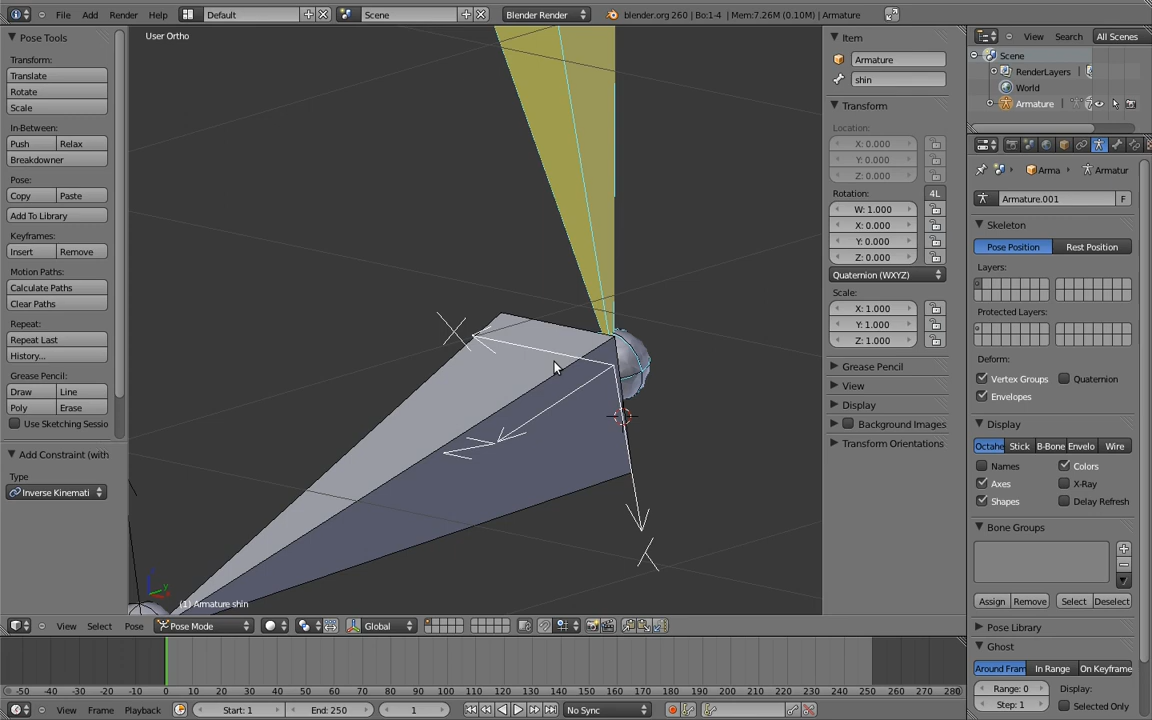 File Add Render Help Default Scene Blender Render blender.org 260 | Bo:1-4 | Mem:7.26M (0.10M) | Armature
Pose Tools
Transform:
Translate
Rotate
Scale
In-Between:
Push Relax
Breakdowner
Pose:
Copy Paste
Add To Library
Keyframes:
Insert Remove
Motion Paths:
Calculate Paths
Clear Paths
Repeat:
Repeat Last
History...
Grease Pencil:
Draw Line
Poly Erase
Use Sketching Sessio
Add Constraint (with
Type
Inverse Kinemati
User Ortho
X
(1) Armature shin
Item
Armature
shin
Transform
Location:
X: 0.000
Y: 0.000
Z: 0.000
Rotation:
4L
W: 1.000
X: 0.000
Y: 0.000
Z: 0.000
Quaternion (WXYZ)
Scale:
X: 1.000
Y: 1.000
Z: 1.000
Grease Pencil
View
Display
Background Images
Transform Orientations
View Search All Scenes
Scene
RenderLayers
World
Armature
Arma Armatur
Armature.001 F
Skeleton
Pose Position Rest Position
Layers:
Protected Layers:
Deform:
Vertex Groups Quaternion
Envelopes
Display
Octahe Stick B-Bone Envelo Wire
Names Colors
Axes X-Ray
Shapes Delay Refresh
Bone Groups
Assign Remove Select Deselect
Pose Library
Ghost
Around Fram In Range On Keyframe
Range: 0 Display:
Step: 1 Selected Only
View Select Pose Pose Mode Global
-50 -40 -30 -20 -10 0 10 20 30 40 50 60 70 80 90 100 110 120 130 140 150 160 170 180 190 200 210 220 230 240 250 260 270 280
View Frame Playback Start: 1 End: 250 1 No Sync